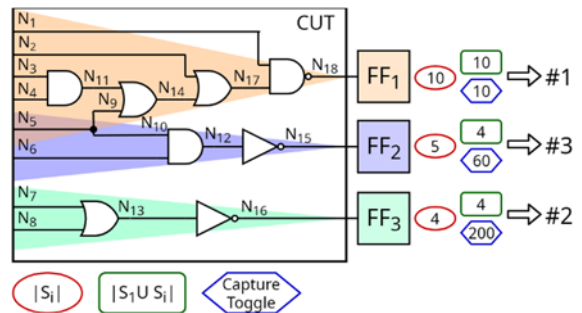 CUT
N1
N2
N3
N4
N5
N6
N7
N8
N11
N9
N14
N17
N18
N10
N12
N15
N13
N16
FF1
10
10
10
#1
FF2
5
4
60
#3
FF3
4
4
200
#2
|Si|
|S1U Si|
Capture
Toggle